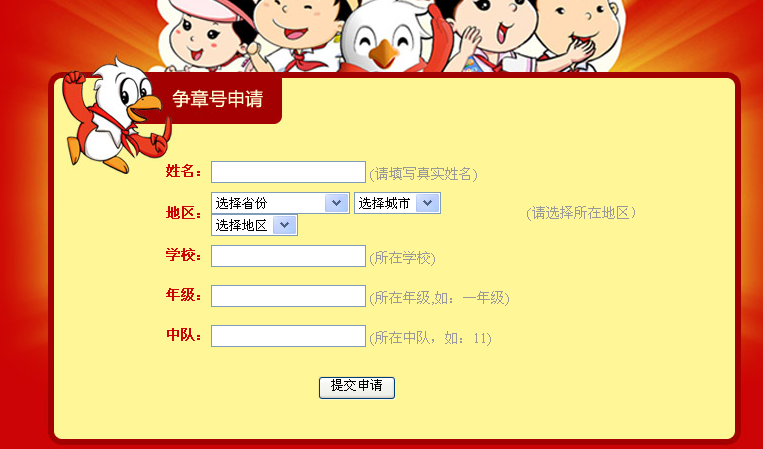 争章号申请
姓名： (请填写真实姓名)
地区： 选择省份 选择城市 (请选择所在地区)
选择地区
学校： (所在学校)
年级： (所在年级,如：一年级)
中队： (所在中队，如：11)
提交申请